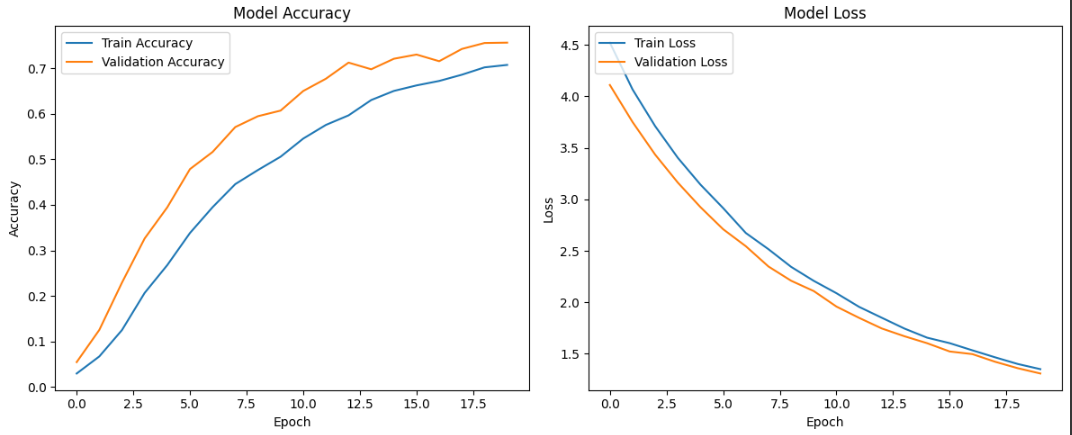 Model Accuracy
Train Accuracy
Validation Accuracy
0.7
0.6
0.5
0.4
0.3
0.2
0.1
0.0
Accuracy
0.0 2.5 5.0 7.5 10.0 12.5 15.0 17.5
Epoch
Model Loss
Train Loss
Validation Loss
4.5
4.0
3.5
3.0
2.5
2.0
1.5
Loss
0.0 2.5 5.0 7.5 10.0 12.5 15.0 17.5
Epoch